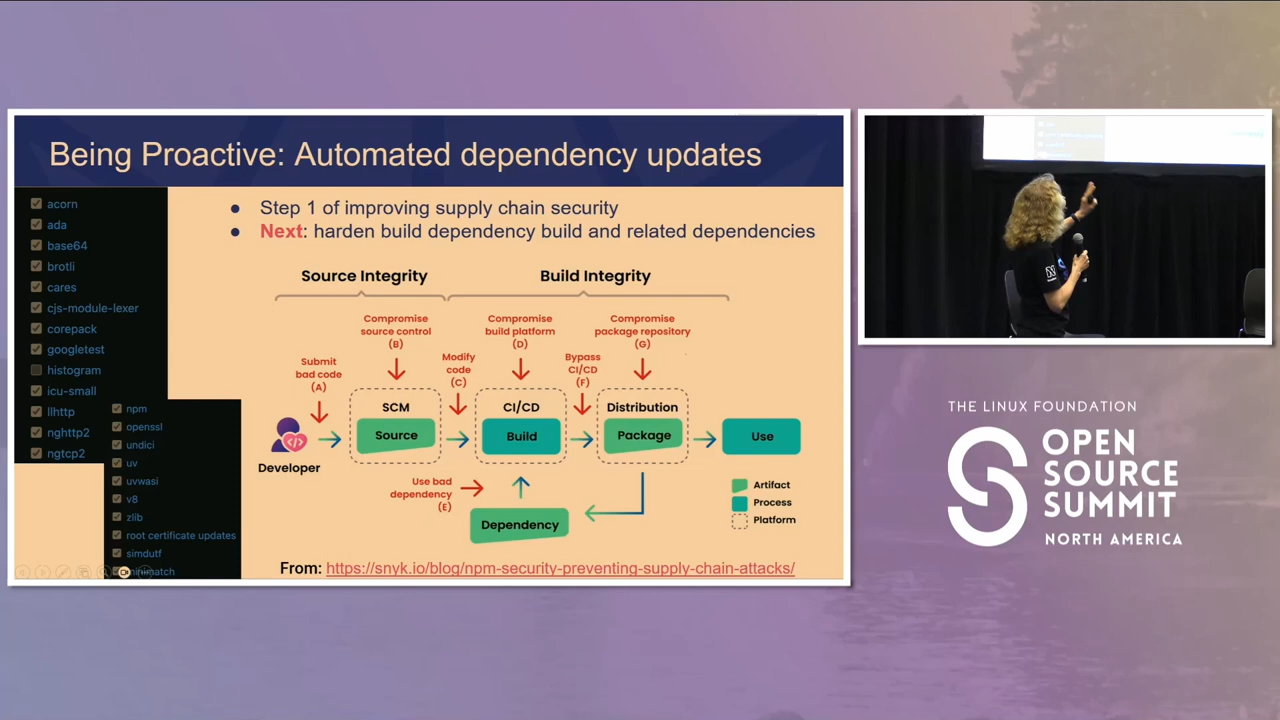 Being Proactive: Automated dependency updates
acorn
ada
base64
brotli
cares
cjs-module-lexer
corepack
googletest
histogram
icu-small
llhttp
nghttp2
ngtcp2
npm
openssl
undici
uv
uvwasi
v8
zlib
root certificate updates
simdutf
● Step 1 of improving supply chain security
● Next: harden build dependency build and related dependencies
Source Integrity
Build Integrity
Submit
bad code
(A)
Compromise
source control
(B)
Modify
code
(C)
Compromise
build platform
(D)
Bypass
CI/CD
(F)
Compromise
package repository
(G)
Developer
SCM
Source
CI/CD
Build
Distribution
Package
Use
Use bad
dependency
(E)
Dependency
Artifact
Process
Platform
From: https://snyk.io/blog/npm-security-preventing-supply-chain-attacks/
THE LINUX FOUNDATION
OPEN
SOURCE
SUMMIT
NORTH AMERICA